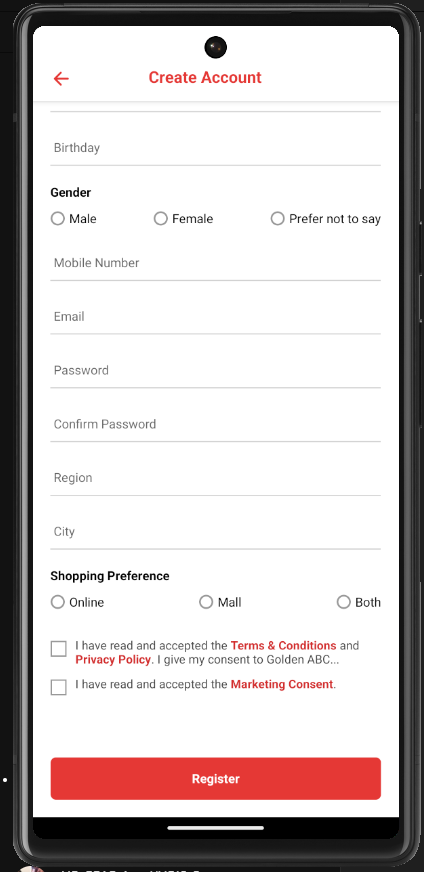 Create Account
Birthday
Gender
Male Female Prefer not to say
Mobile Number
Email
Password
Confirm Password
Region
City
Shopping Preference
Online Mall Both
I have read and accepted the Terms & Conditions and
Privacy Policy. I give my consent to Golden ABC...
I have read and accepted the Marketing Consent.
Register